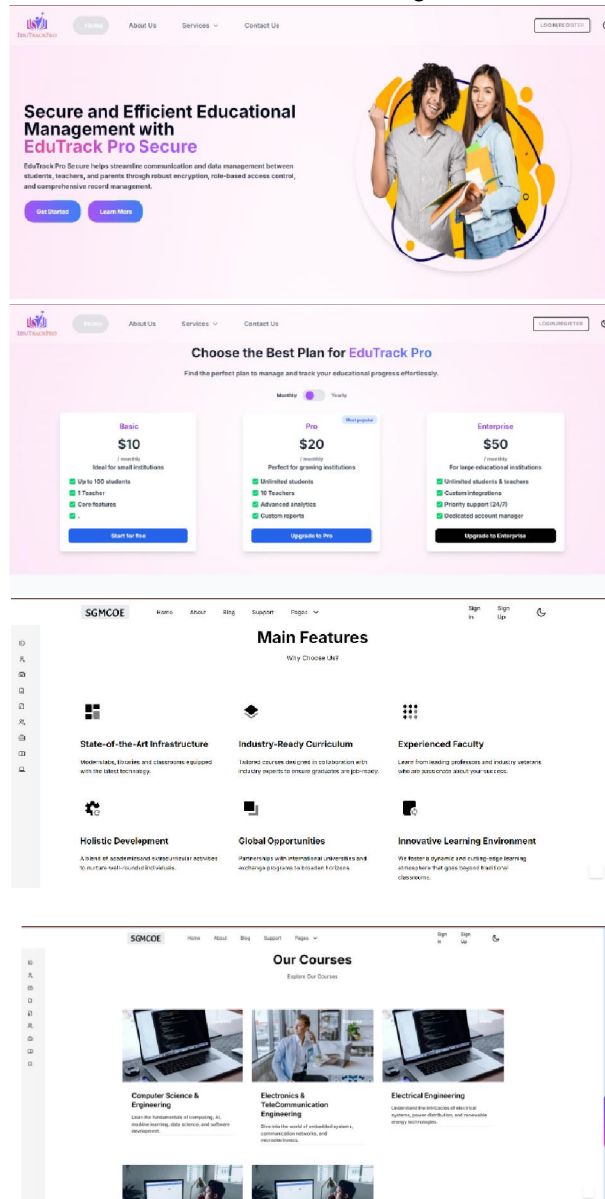 EDUTRACKPRO
Home
About Us
Services
Contact Us
LOGIN/REGISTER
Secure and Efficient Educational
Management with
EduTrack Pro Secure
EduTrack Pro Secure helps streamline communication and data management between
students, teachers, and parents through robust encryption, role-based access control,
and comprehensive record management.
Get Started
Learn More
EDUTRACKPRO
Home
About Us
Services
Contact Us
LOGIN/REGISTER
Choose the Best Plan for EduTrack Pro
Find the perfect plan to manage and track your educational progress effortlessly.
Monthly
Yearly
Basic
$10
/ monthly
Ideal for small institutions
Up to 100 students
1 Teacher
Core features
.
Start for free
Most popular
Pro
$20
/ monthly
Perfect for growing institutions
Unlimited students
10 Teachers
Advanced analytics
Custom reports
Upgrade to Pro
Enterprise
$50
/ monthly
For large educational institutions
Unlimited students & teachers
Custom integrations
Priority support (24/7)
Dedicated account manager
Upgrade to Enterprise
SGMCOE
Home
About
Blog
Support
Pages
Sign
In
Sign
Up
Main Features
Why Choose Us?
State-of-the-Art Infrastructure
Modern labs, libraries and classrooms equipped
with the latest technology.
Industry-Ready Curriculum
Tailored courses designed in collaboration with
industry experts to ensure graduates are job-ready.
Experienced Faculty
Learn from leading professors and industry veterans
who are passionate about your success.
Holistic Development
A blend of academics and extracurricular activities
to nurture well-rounded individuals.
Global Opportunities
Partnerships with international universities and
exchange programs to broaden horizons.
Innovative Learning Environment
We foster a dynamic and cutting-edge learning
atmosphere that goes beyond traditional
classrooms.
SGMCOE
Home
About
Blog
Support
Pages
Sign
In
Sign
Up
Our Courses
Explore Our Courses
Computer Science &
Engineering
Learn the fundamentals of computing, AI,
machine learning, data science, and software
development.
Electronics &
TeleCommunication
Engineering
Dive into the world of embedded systems,
communication networks, and
Electrical Engineering
Understand the intricacies of electrical
systems, power distribution, and renewable
energy technologies.